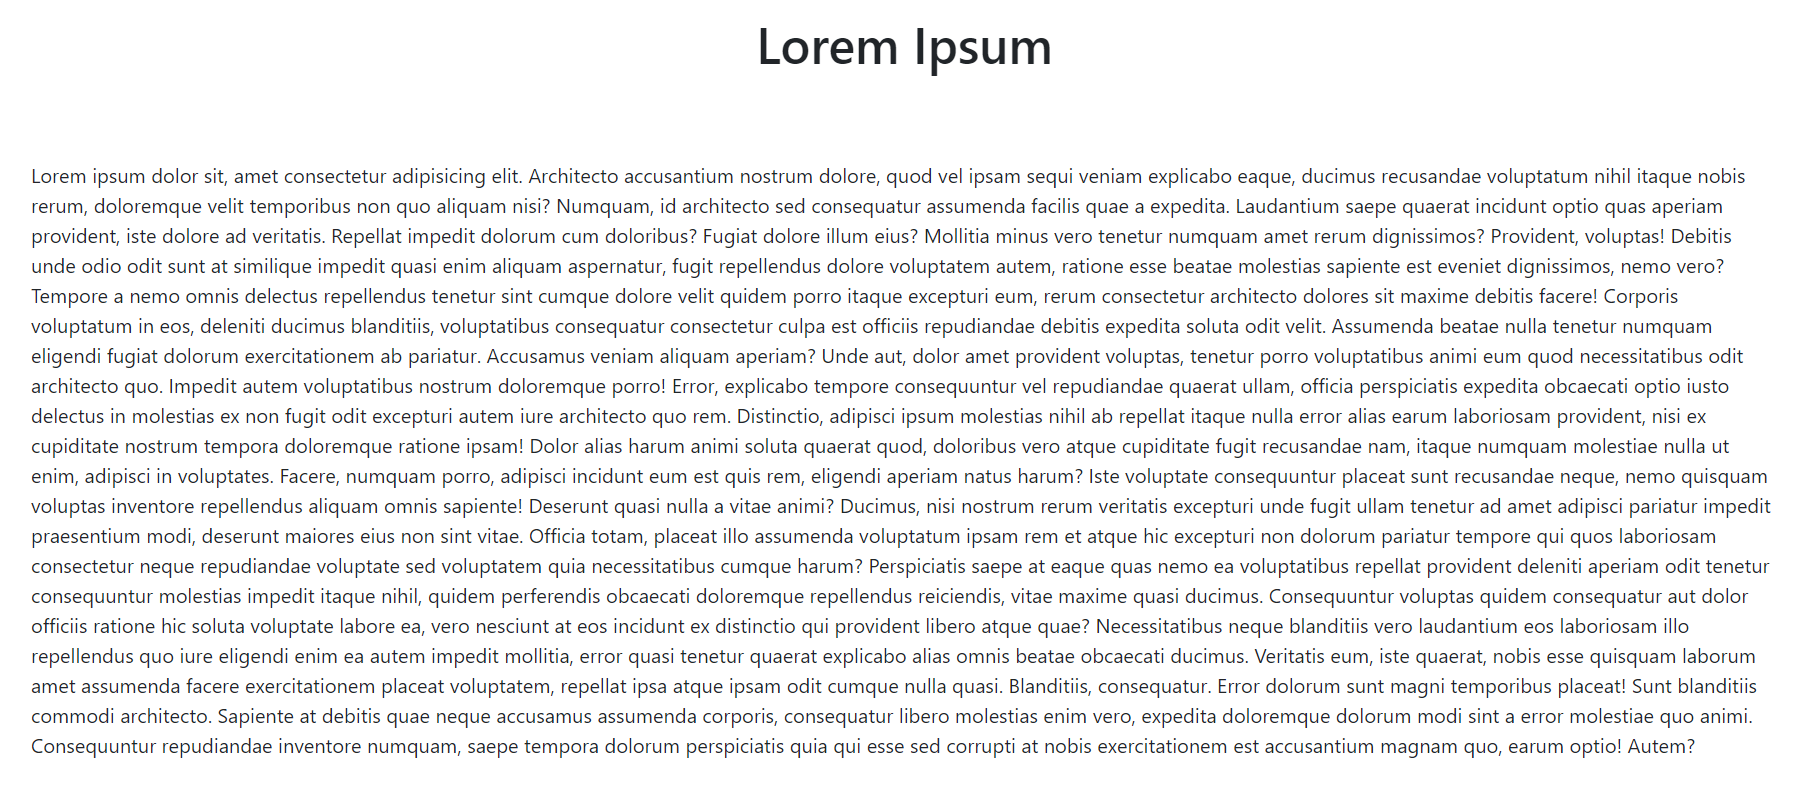 Lorem Ipsum
Lorem ipsum dolor sit, amet consectetur adipisicing elit. Architecto accusantium nostrum dolore, quod vel ipsam sequi veniam explicabo eaque, ducimus recusandae voluptatum nihil itaque nobis
rerum, doloremque velit temporibus non quo aliquam nisi? Numquam, id architecto sed consequatur assumenda facilis quae a expedita. Laudantium saepe quaerat incidunt optio quas aperiam
provident, iste dolore ad veritatis. Repellat impedit dolorum cum doloribus? Fugiat dolore illum eius? Mollitia minus vero tenetur numquam amet rerum dignissimos? Provident, voluptas! Debitis
unde odio odit sunt at similique impedit quasi enim aliquam aspernatur, fugit repellendus dolore voluptatem autem, ratione esse beatae molestias sapiente est eveniet dignissimos, nemo vero?
Tempore a nemo omnis delectus repellendus tenetur sint cumque dolore velit quidem porro itaque excepturi eum, rerum consectetur architecto dolores sit maxime debitis facere! Corporis
voluptatum in eos, deleniti ducimus blanditiis, voluptatibus consequatur consectetur culpa est officiis repudiandae debitis expedita soluta odit velit. Assumenda beatae nulla tenetur numquam
eligendi fugiat dolorum exercitationem ab pariatur. Accusamus veniam aliquam aperiam? Unde aut, dolor amet provident voluptas, tenetur porro voluptatibus animi eum quod necessitatibus odit
architecto quo. Impedit autem voluptatibus nostrum doloremque porro! Error, explicabo tempore consequuntur vel repudiandae quaerat ullam, officia perspiciatis expedita obcaecati optio iusto
delectus in molestias ex non fugit odit excepturi autem iure architecto quo rem. Distinctio, adipisci ipsum molestias nihil ab repellat itaque nulla error alias earum laboriosam provident, nisi ex
cupiditate nostrum tempora doloremque ratione ipsam! Dolor alias harum animi soluta quaerat quod, doloribus vero atque cupiditate fugit recusandae nam, itaque numquam molestiae nulla ut
enim, adipisci in voluptates. Facere, numquam porro, adipisci incidunt eum est quis rem, eligendi aperiam natus harum? Iste voluptate consequuntur placeat sunt recusandae neque, nemo quisquam
voluptas inventore repellendus aliquam omnis sapiente! Deserunt quasi nulla a vitae animi? Ducimus, nisi nostrum rerum veritatis excepturi unde fugit ullam tenetur ad amet adipisci pariatur impedit
praesentium modi, deserunt maiores eius non sint vitae. Officia totam, placeat illo assumenda voluptatum ipsam rem et atque hic excepturi non dolorum pariatur tempore qui quos laboriosam
consectetur neque repudiandae voluptate sed voluptatem quia necessitatibus cumque harum? Perspiciatis saepe at eaque quas nemo ea voluptatibus repellat provident deleniti aperiam odit tenetur
consequuntur molestias impedit itaque nihil, quidem perferendis obcaecati doloremque repellendus reiciendis, vitae maxime quasi ducimus. Consequuntur voluptas quidem consequatur aut dolor
officiis ratione hic soluta voluptate labore ea, vero nesciunt at eos incidunt ex distinctio qui provident libero atque quae? Necessitatibus neque blanditiis vero laudantium eos laboriosam illo
repellendus quo iure eligendi enim ea autem impedit mollitia, error quasi tenetur quaerat explicabo alias omnis beatae obcaecati ducimus. Veritatis eum, iste quaerat, nobis esse quisquam laborum
amet assumenda facere exercitationem placeat voluptatem, repellat ipsa atque ipsam odit cumque nulla quasi. Blanditiis, consequatur. Error dolorum sunt magni temporibus placeat! Sunt blanditiis
commodi architecto. Sapiente at debitis quae neque accusamus assumenda corporis, consequatur libero molestias enim vero, expedita doloremque dolorum modi sint a error molestiae quo animi.
Consequuntur repudiandae inventore numquam, saepe tempora dolorum perspiciatis quia qui esse sed corrupti at nobis exercitationem est accusantium magnam quo, earum optio! Autem?